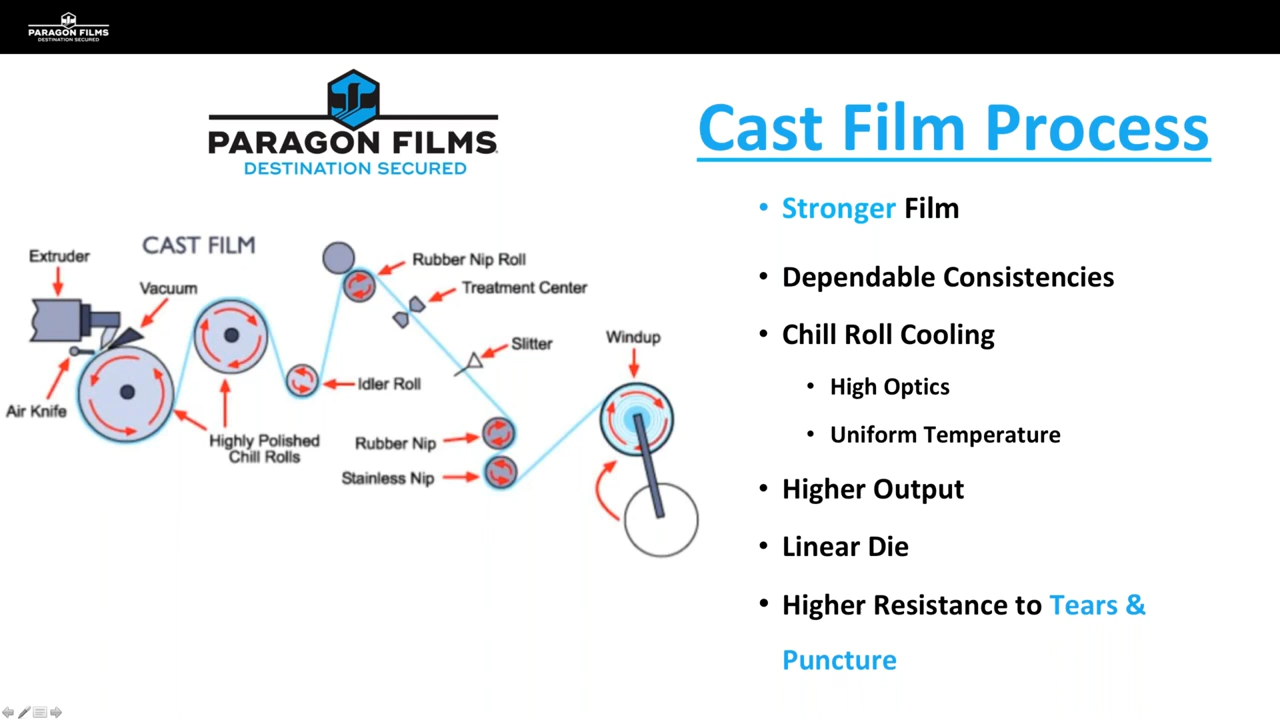 PARAGON FILMS
DESTINATION SECURED
PARAGON FILMS
DESTINATION SECURED
Cast Film Process
CAST FILM
Extruder
Vacuum
Air Knife
Highly Polished
Chill Rolls
Idler Roll
Rubber Nip Roll
Treatment Center
Slitter
Rubber Nip
Stainless Nip
Windup
• Stronger Film
• Dependable Consistencies
• Chill Roll Cooling
• High Optics
• Uniform Temperature
• Higher Output
• Linear Die
• Higher Resistance to Tears &
Puncture